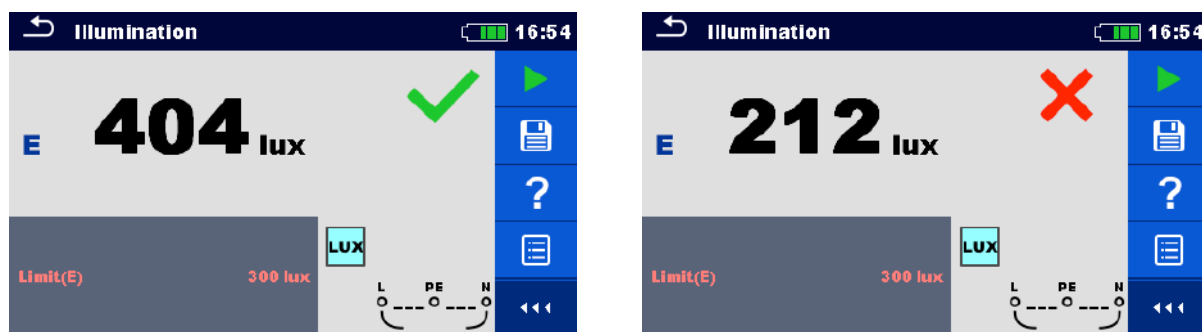 Illumination 16:54
E 404 lux
?
LUX
Limit(E) 300 lux
L PE N
Illumination 16:54
E 212 lux
?
LUX
Limit(E) 300 lux
L PE N